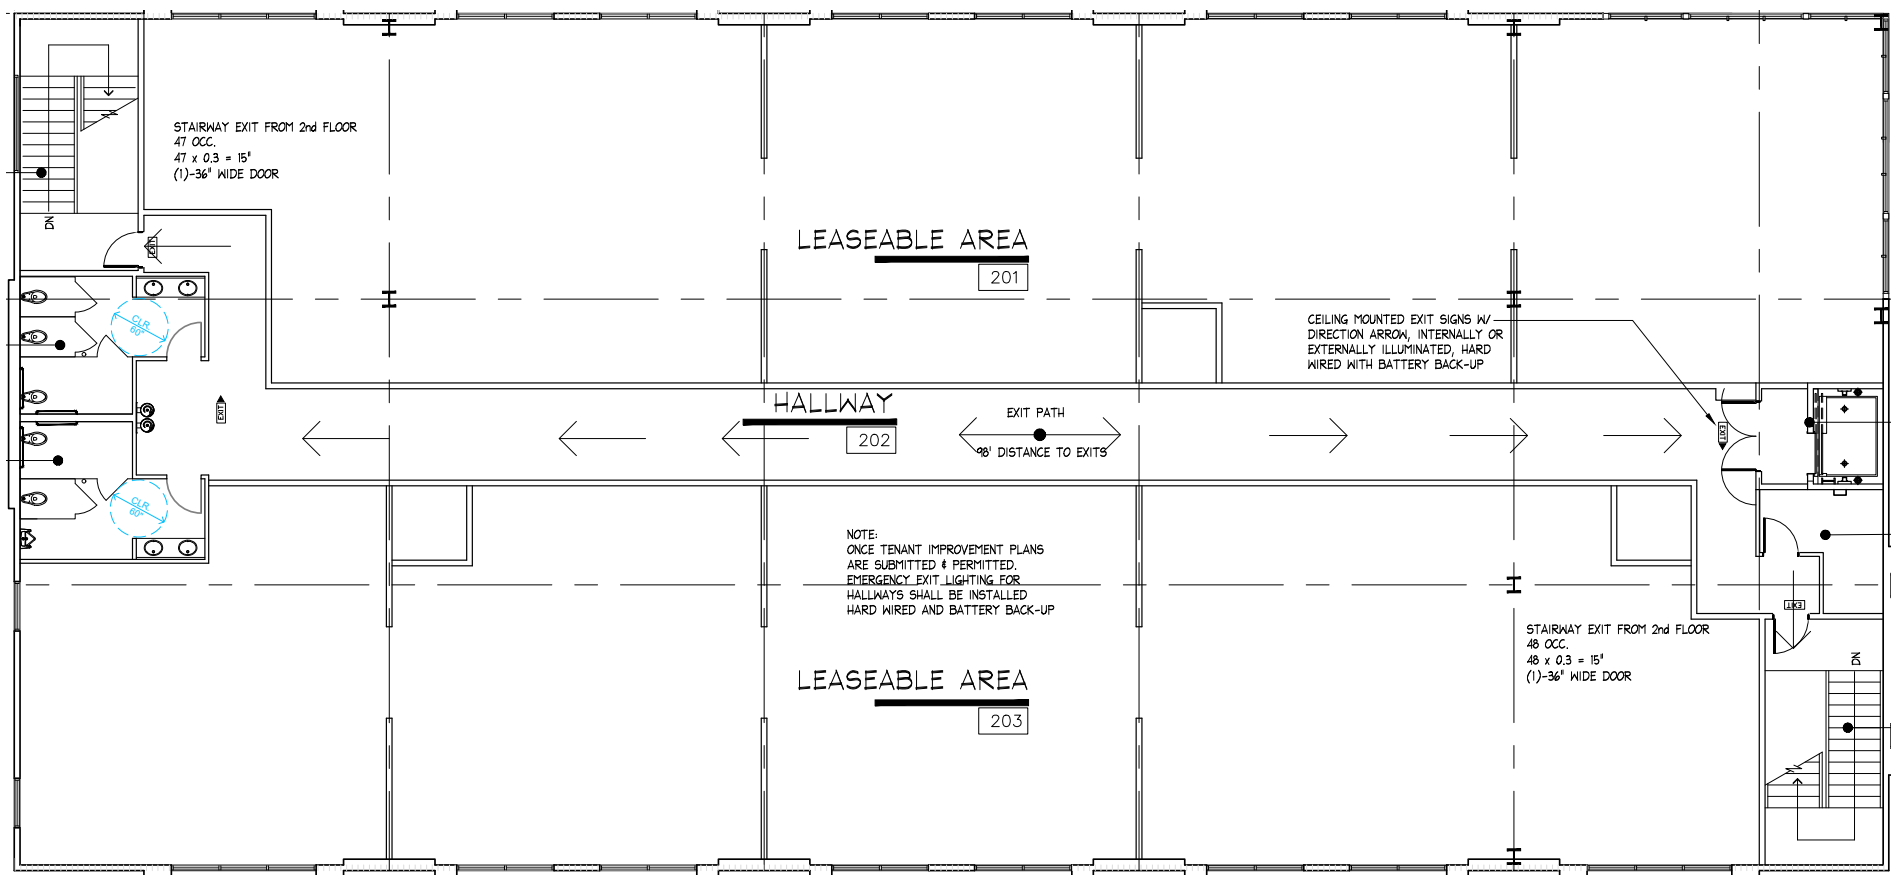 STAIRWAY EXIT FROM 2nd FLOOR
47 OCC.
47 x 0.3 = 15"
(1)-36" WIDE DOOR
DN
EXIT
LEASEABLE AREA
201
CLR
60"
CEILING MOUNTED EXIT SIGNS W/
DIRECTION ARROW, INTERNALLY OR
EXTERNALLY ILLUMINATED, HARD
WIRED WITH BATTERY BACK-UP
EXIT
HALLWAY
202
EXIT PATH
98' DISTANCE TO EXITS
EXIT
CLR
60"
NOTE:
ONCE TENANT IMPROVEMENT PLANS
ARE SUBMITTED & PERMITTED.
EMERGENCY EXIT LIGHTING FOR
HALLWAYS SHALL BE INSTALLED
HARD WIRED AND BATTERY BACK-UP
EXIT
STAIRWAY EXIT FROM 2nd FLOOR
48 OCC.
48 x 0.3 = 15"
(1)-36" WIDE DOOR
DN
LEASEABLE AREA
203